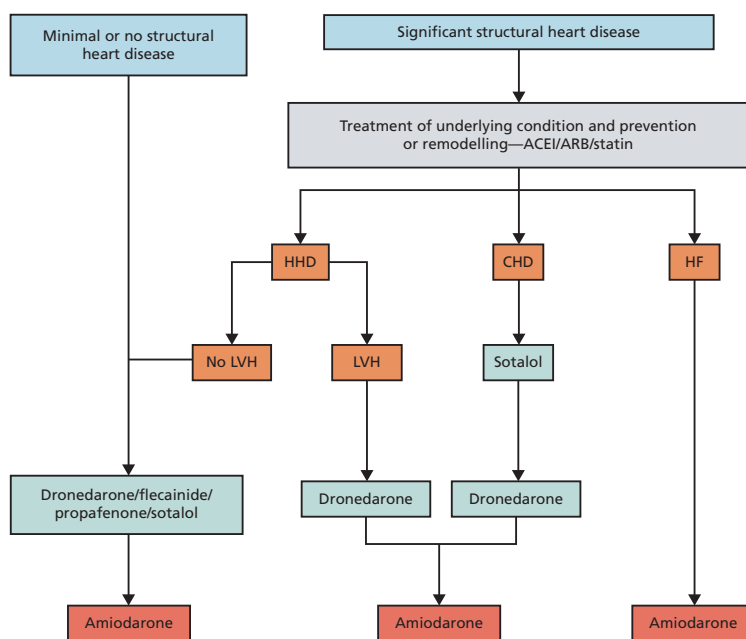 Minimal or no structural
heart disease
Significant structural heart disease
Treatment of underlying condition and prevention
or remodelling—ACEI/ARB/statin
HHD
CHD
HF
No LVH
LVH
Sotalol
Dronedarone/flecainide/
propafenone/sotalol
Dronedarone
Dronedarone
Amiodarone
Amiodarone
Amiodarone